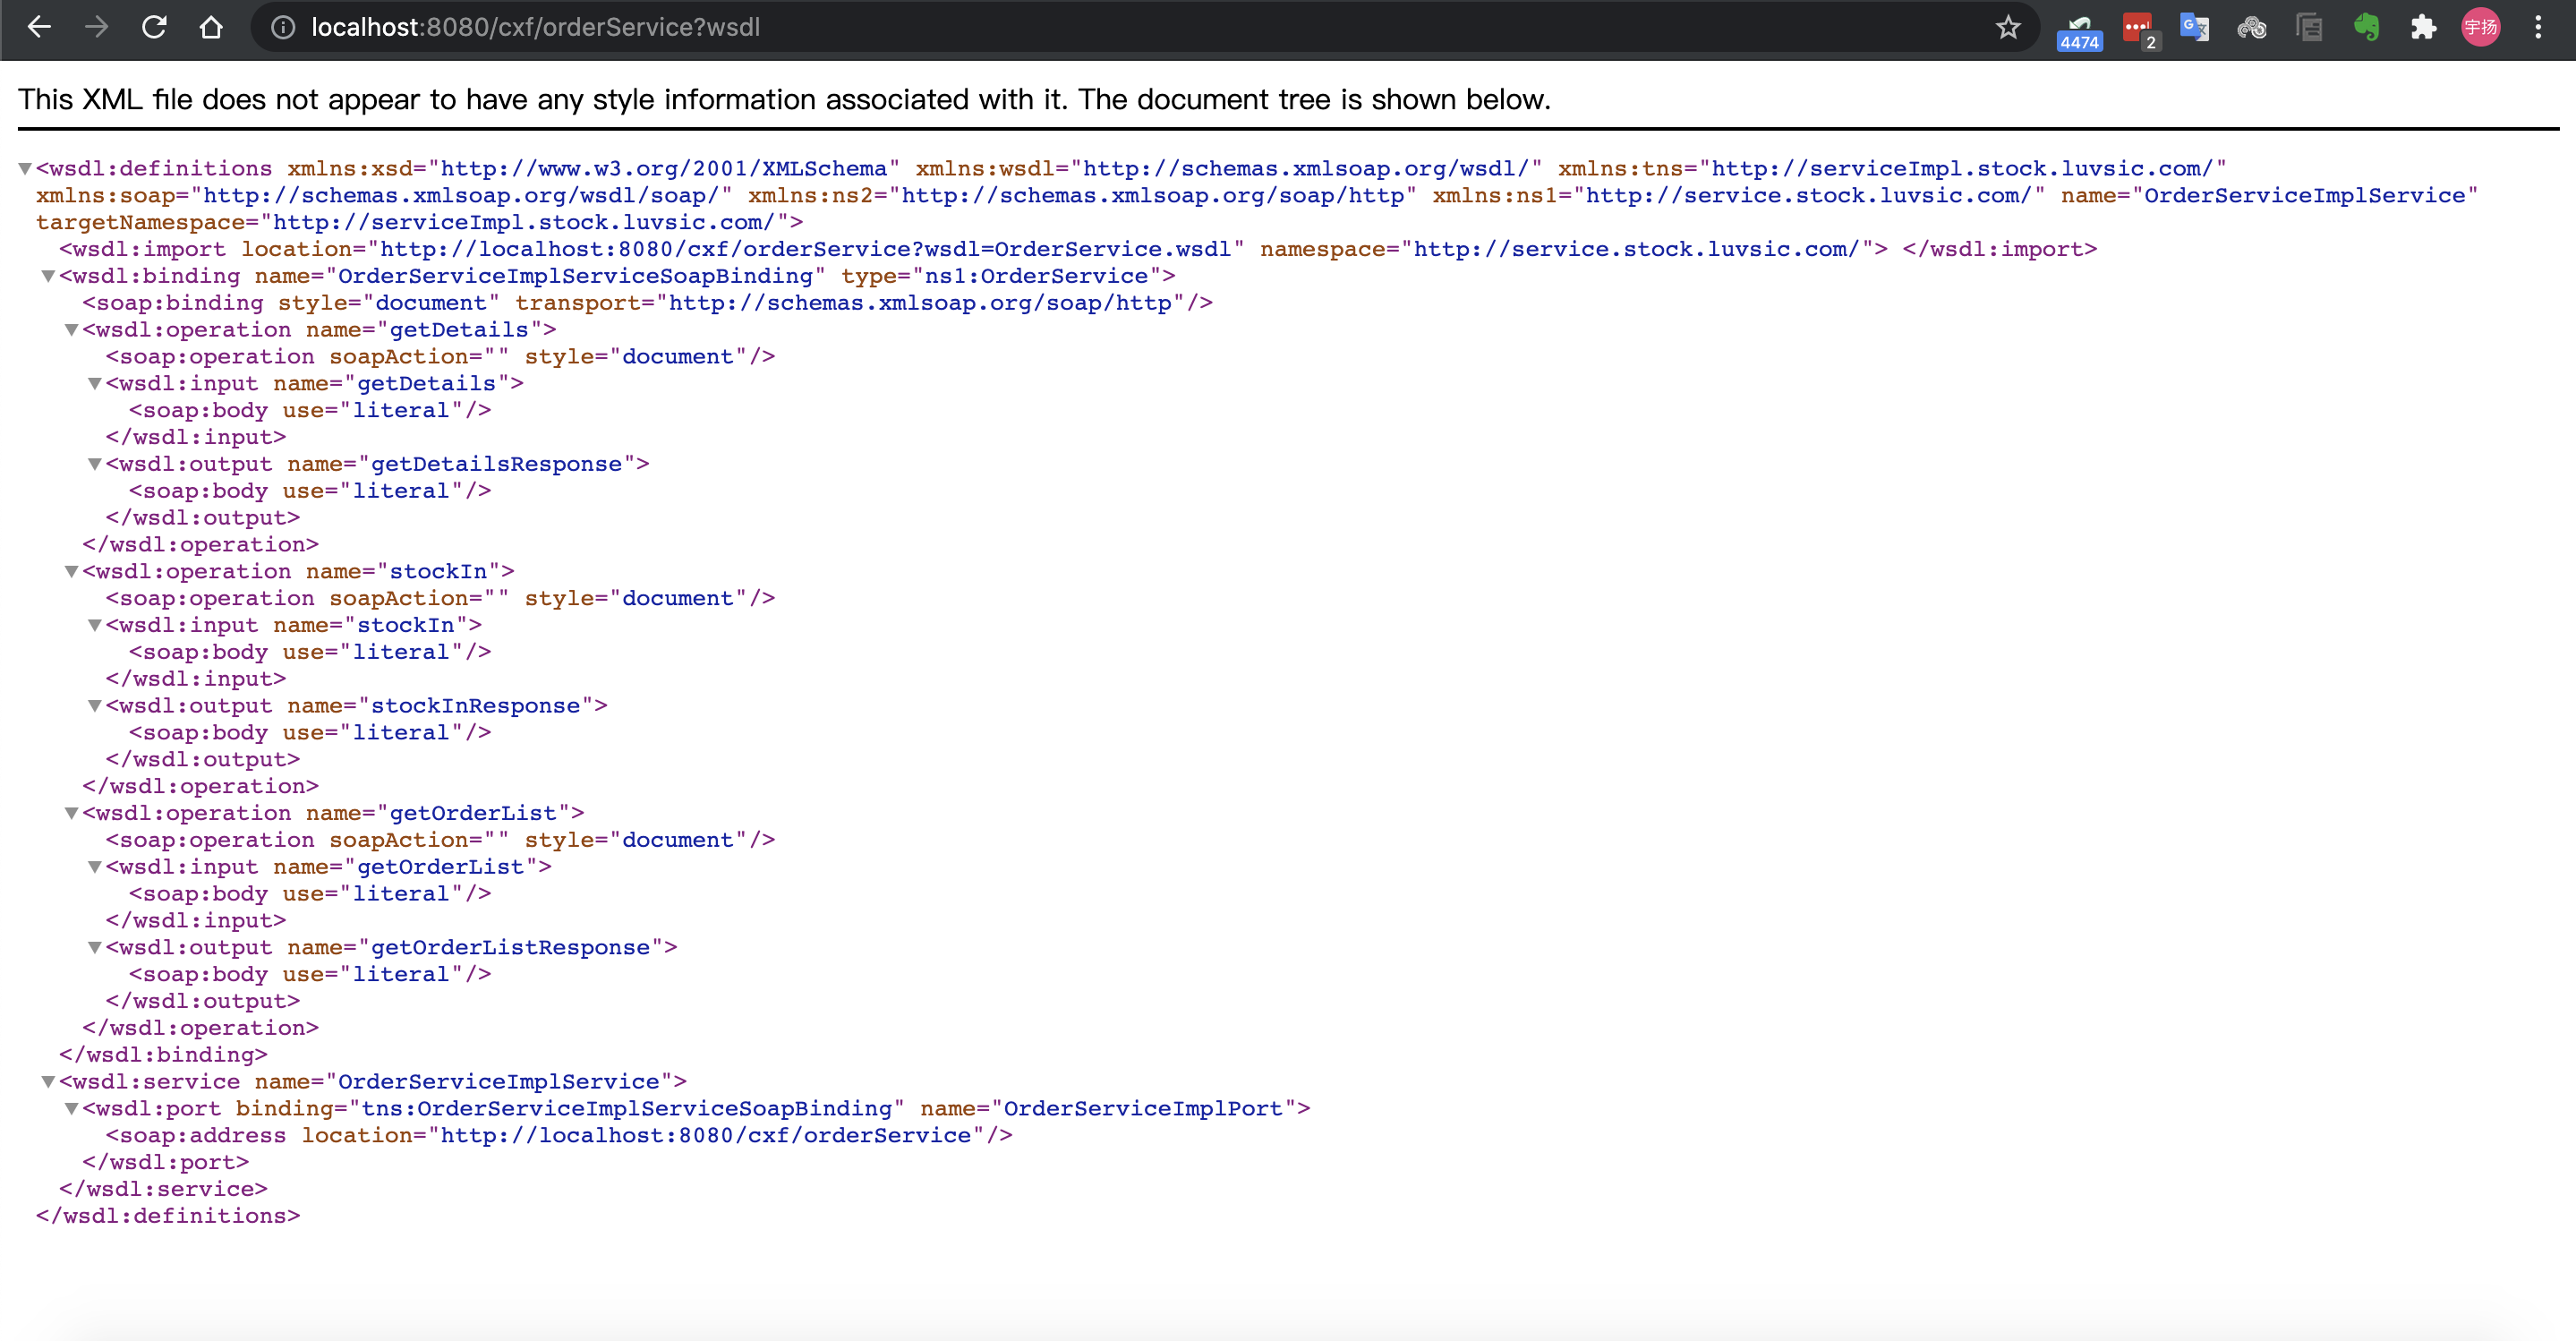 localhost:8080/cxf/orderService?wsdl
4474
2
宇扬
This XML file does not appear to have any style information associated with it. The document tree is shown below.
▼<wsdl:definitions xmlns:xsd="http://www.w3.org/2001/XMLSchema" xmlns:wsdl="http://schemas.xmlsoap.org/wsdl/" xmlns:tns="http://serviceImpl.stock.luvsic.com/"
xmlns:soap="http://schemas.xmlsoap.org/wsdl/soap/" xmlns:ns2="http://schemas.xmlsoap.org/soap/http" xmlns:ns1="http://service.stock.luvsic.com/" name="OrderServiceImplService"
targetNamespace="http://serviceImpl.stock.luvsic.com/">
<wsdl:import location="http://localhost:8080/cxf/orderService?wsdl=OrderService.wsdl" namespace="http://service.stock.luvsic.com/"> </wsdl:import>
▼<wsdl:binding name="OrderServiceImplServiceSoapBinding" type="ns1:OrderService">
<soap:binding style="document" transport="http://schemas.xmlsoap.org/soap/http"/>
▼<wsdl:operation name="getDetails">
<soap:operation soapAction="" style="document"/>
▼<wsdl:input name="getDetails">
<soap:body use="literal"/>
</wsdl:input>
▼<wsdl:output name="getDetailsResponse">
<soap:body use="literal"/>
</wsdl:output>
</wsdl:operation>
▼<wsdl:operation name="stockIn">
<soap:operation soapAction="" style="document"/>
▼<wsdl:input name="stockIn">
<soap:body use="literal"/>
</wsdl:input>
▼<wsdl:output name="stockInResponse">
<soap:body use="literal"/>
</wsdl:output>
</wsdl:operation>
▼<wsdl:operation name="getOrderList">
<soap:operation soapAction="" style="document"/>
▼<wsdl:input name="getOrderList">
<soap:body use="literal"/>
</wsdl:input>
▼<wsdl:output name="getOrderListResponse">
<soap:body use="literal"/>
</wsdl:output>
</wsdl:operation>
</wsdl:binding>
▼<wsdl:service name="OrderServiceImplService">
▼<wsdl:port binding="tns:OrderServiceImplServiceSoapBinding" name="OrderServiceImplPort">
<soap:address location="http://localhost:8080/cxf/orderService"/>
</wsdl:port>
</wsdl:service>
</wsdl:definitions>